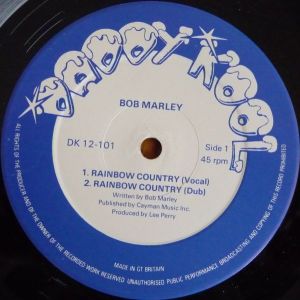 DADDY KOOL
BOB MARLEY
DK 12-101
Side 1
45 rpm
1. RAINBOW COUNTRY (Vocal)
2. RAINBOW COUNTRY (Dub)
Written by Bob Marley
Published by Cayman Music Inc.
Produced by Lee Perry
MADE IN GT BRITAIN
ALL RIGHTS OF THE PRODUCER AND OF THE OWNER OF THE RECORDED WORK RESERVED UNAUTHORISED PUBLIC PERFORMANCE BROADCASTING AND COPYING OF THIS RECORD PROHIBITED